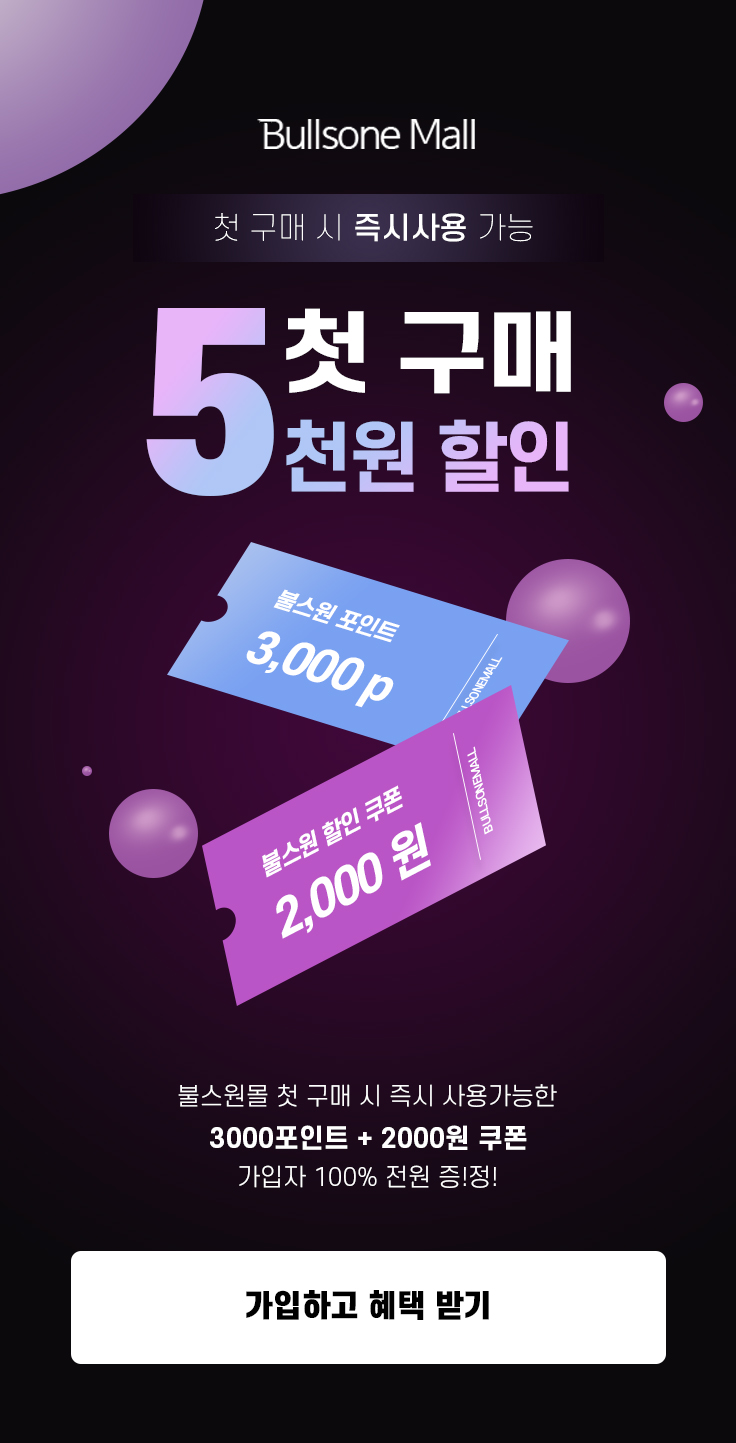 Bullsone Mall
첫 구매 시 즉시사용 가능
5 첫 구매
천원 할인
불스원 포인트
3,000 p
불스원 할인 쿠폰
2,000 원
BULLSONEMALL
불스원몰 첫 구매 시 즉시 사용가능한
3000포인트 + 2000원 쿠폰
가입자 100% 전원 증!정!
가입하고 혜택 받기